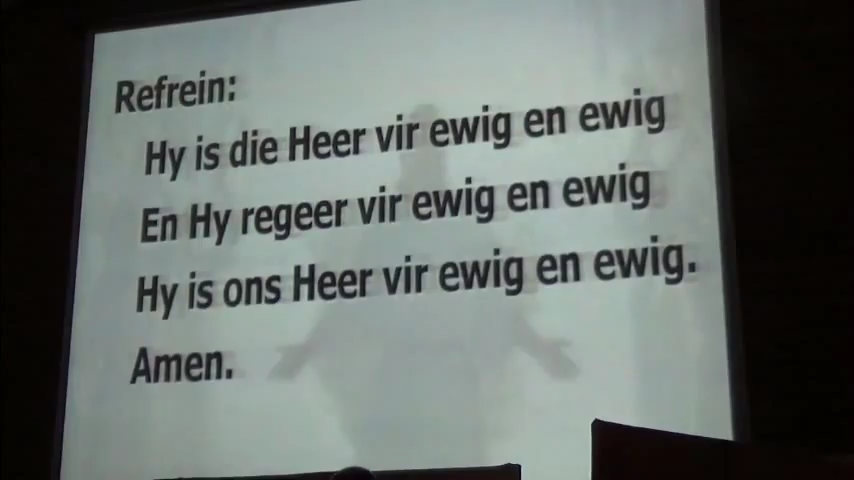 Refrein:
Hy is die Heer vir ewig en ewig
En Hy regeer vir ewig en ewig
Hy is ons Heer vir ewig en ewig.
Amen.